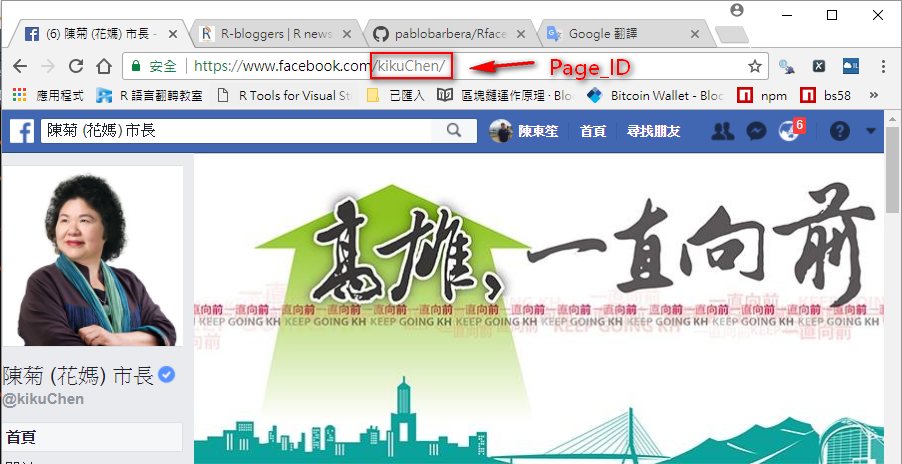 (6) 陳菊 (花媽) 市長 -
R-bloggers | R news
pablobarbera/Rface
Google 翻譯
安全 | https://www.facebook.com/kikuChen/
Page_ID
應用程式
R 語言翻轉教室
R Tools for Visual St
已匯入
區塊鏈運作原理 · Blo
Bitcoin Wallet - Bloc
npm
bs58
»
陳菊 (花媽) 市長
陳東笙
首頁
尋找朋友
6
高雄,一直向前
一直向前一直向前一直向前一直向前一直向前一直向前一直向前
KEEP GOING KH KEEP GOING KH KEEP GOING KH KEEP GOING KH KEEP GOING KH KEEP GOING KH
陳菊 (花媽) 市長
@kikuChen
首頁